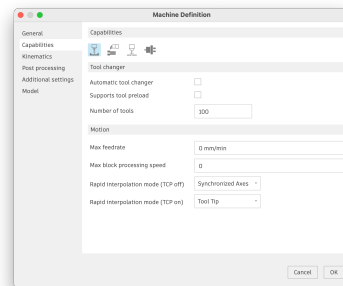 Machine Definition
General
Capabilities
Kinematics
Post processing
Additional settings
Model
Capabilities
Tool changer
Automatic tool changer
Supports tool preload
Number of tools 100
Motion
Max feedrate 0 mm/min
Max block processing speed 0
Rapid interpolation mode (TCP off) Synchronized Axes
Rapid interpolation mode (TCP on) Tool Tip
Cancel OK